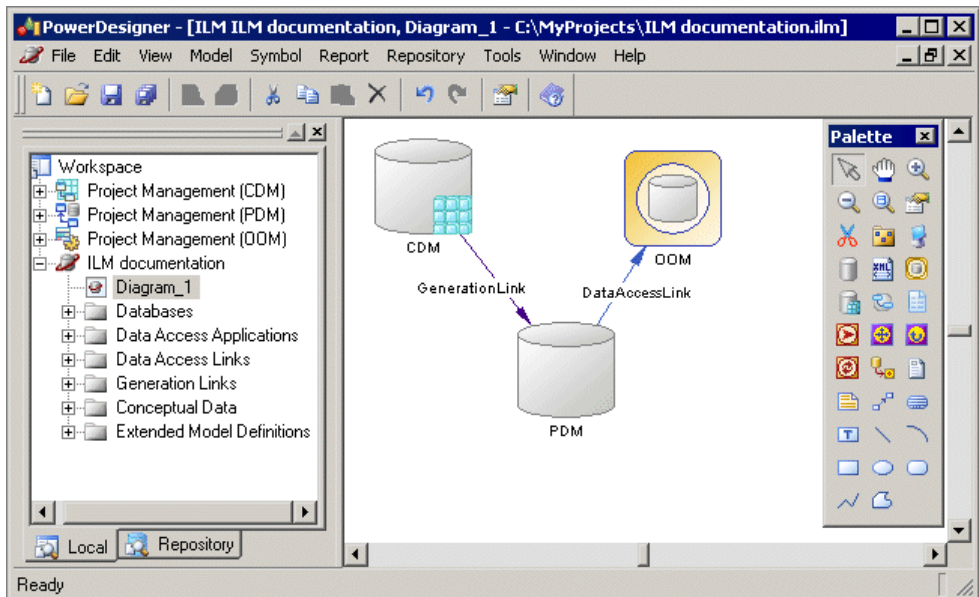 PowerDesigner - [ILM ILM documentation, Diagram_1 - C:\MyProjects\ILM documentation.ilm]
File Edit View Model Symbol Report Repository Tools Window Help
Workspace
Project Management (CDM)
Project Management (PDM)
Project Management (OOM)
ILM documentation
Diagram_1
Databases
Data Access Applications
Data Access Links
Generation Links
Conceptual Data
Extended Model Definitions
Local Repository
CDM
OOM
GenerationLink
DataAccessLink
PDM
Palette
XML
T
Ready